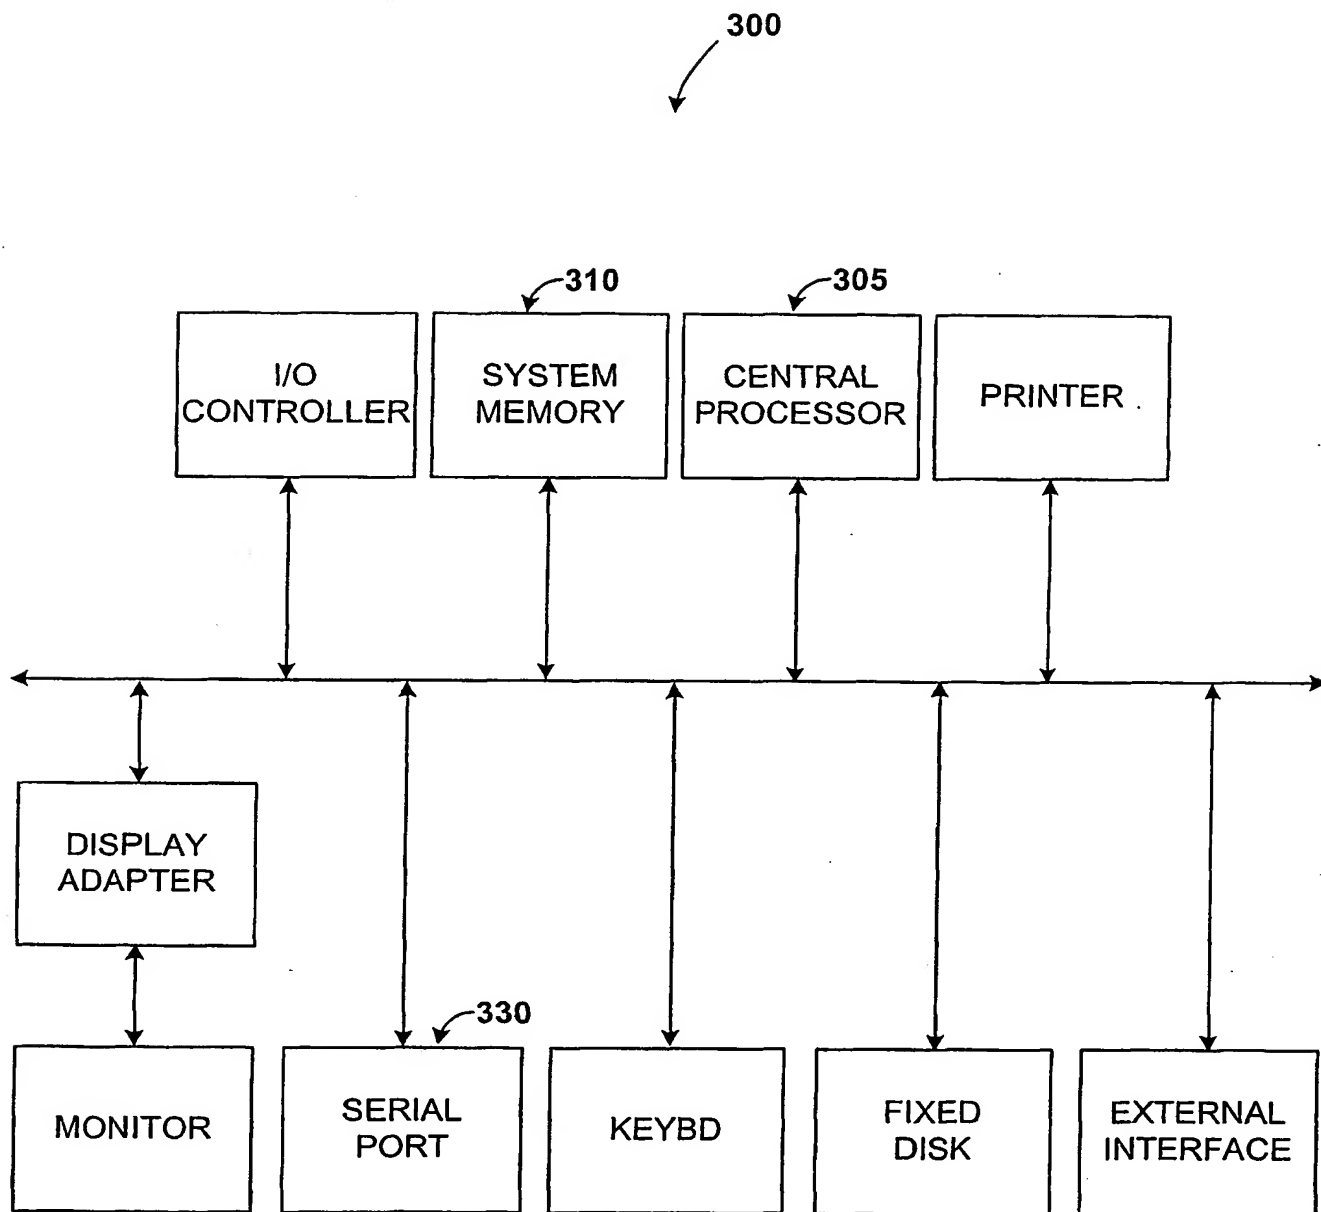 300
310
305
I/O
CONTROLLER
SYSTEM
MEMORY
CENTRAL
PROCESSOR
PRINTER
DISPLAY
ADAPTER
330
MONITOR
SERIAL
PORT
KEYBD
FIXED
DISK
EXTERNAL
INTERFACE